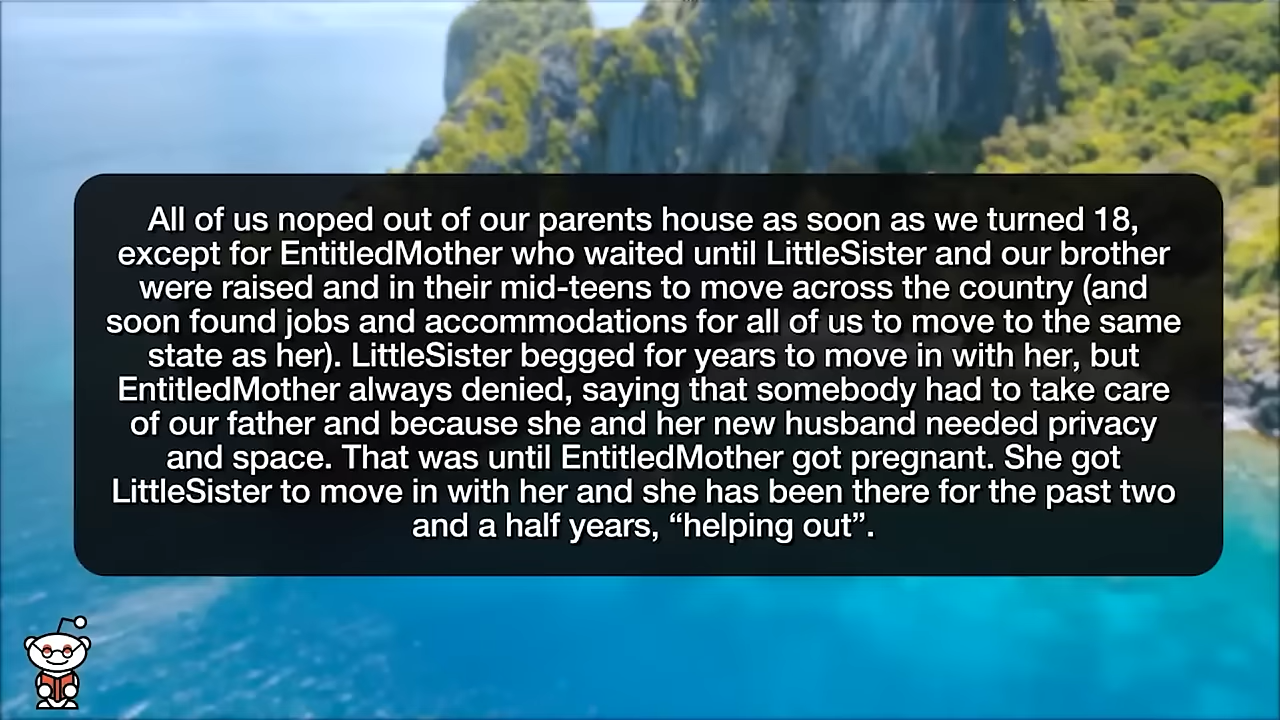 All of us noped out of our parents house as soon as we turned 18,
except for EntitledMother who waited until LittleSister and our brother
were raised and in their mid-teens to move across the country (and
soon found jobs and accommodations for all of us to move to the same
state as her). LittleSister begged for years to move in with her, but
EntitledMother always denied, saying that somebody had to take care
of our father and because she and her new husband needed privacy
and space. That was until EntitledMother got pregnant. She got
LittleSister to move in with her and she has been there for the past two
and a half years, “helping out”.